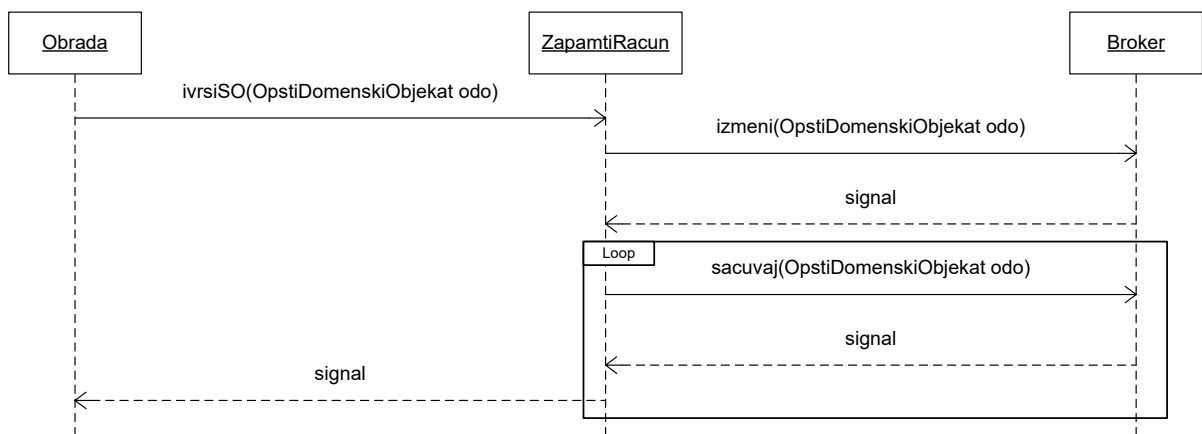 Obrada
ZapamtiRacun
Broker
ivrsiSO(OpstiDomenskiObjekat odo)
izmeni(OpstiDomenskiObjekat odo)
signal
Loop
sacuvaj(OpstiDomenskiObjekat odo)
signal
signal